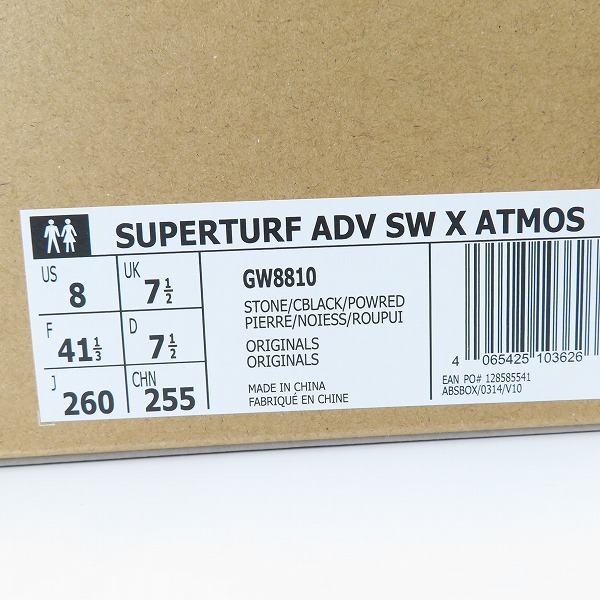 SUPERTURF ADV SW X ATMOS
US 8 UK 7 1/2
F 41 1/3 D 7 1/2
J 260 CHN 255
GW8810
STONE/CBLACK/POWRED
PIERRE/NOIESS/ROUPUI
ORIGINALS
ORIGINALS
MADE IN CHINA
FABRIQUÉ EN CHINE
4 065425 103626
EAN PO# 128585541
ABSBOX/0314/V10